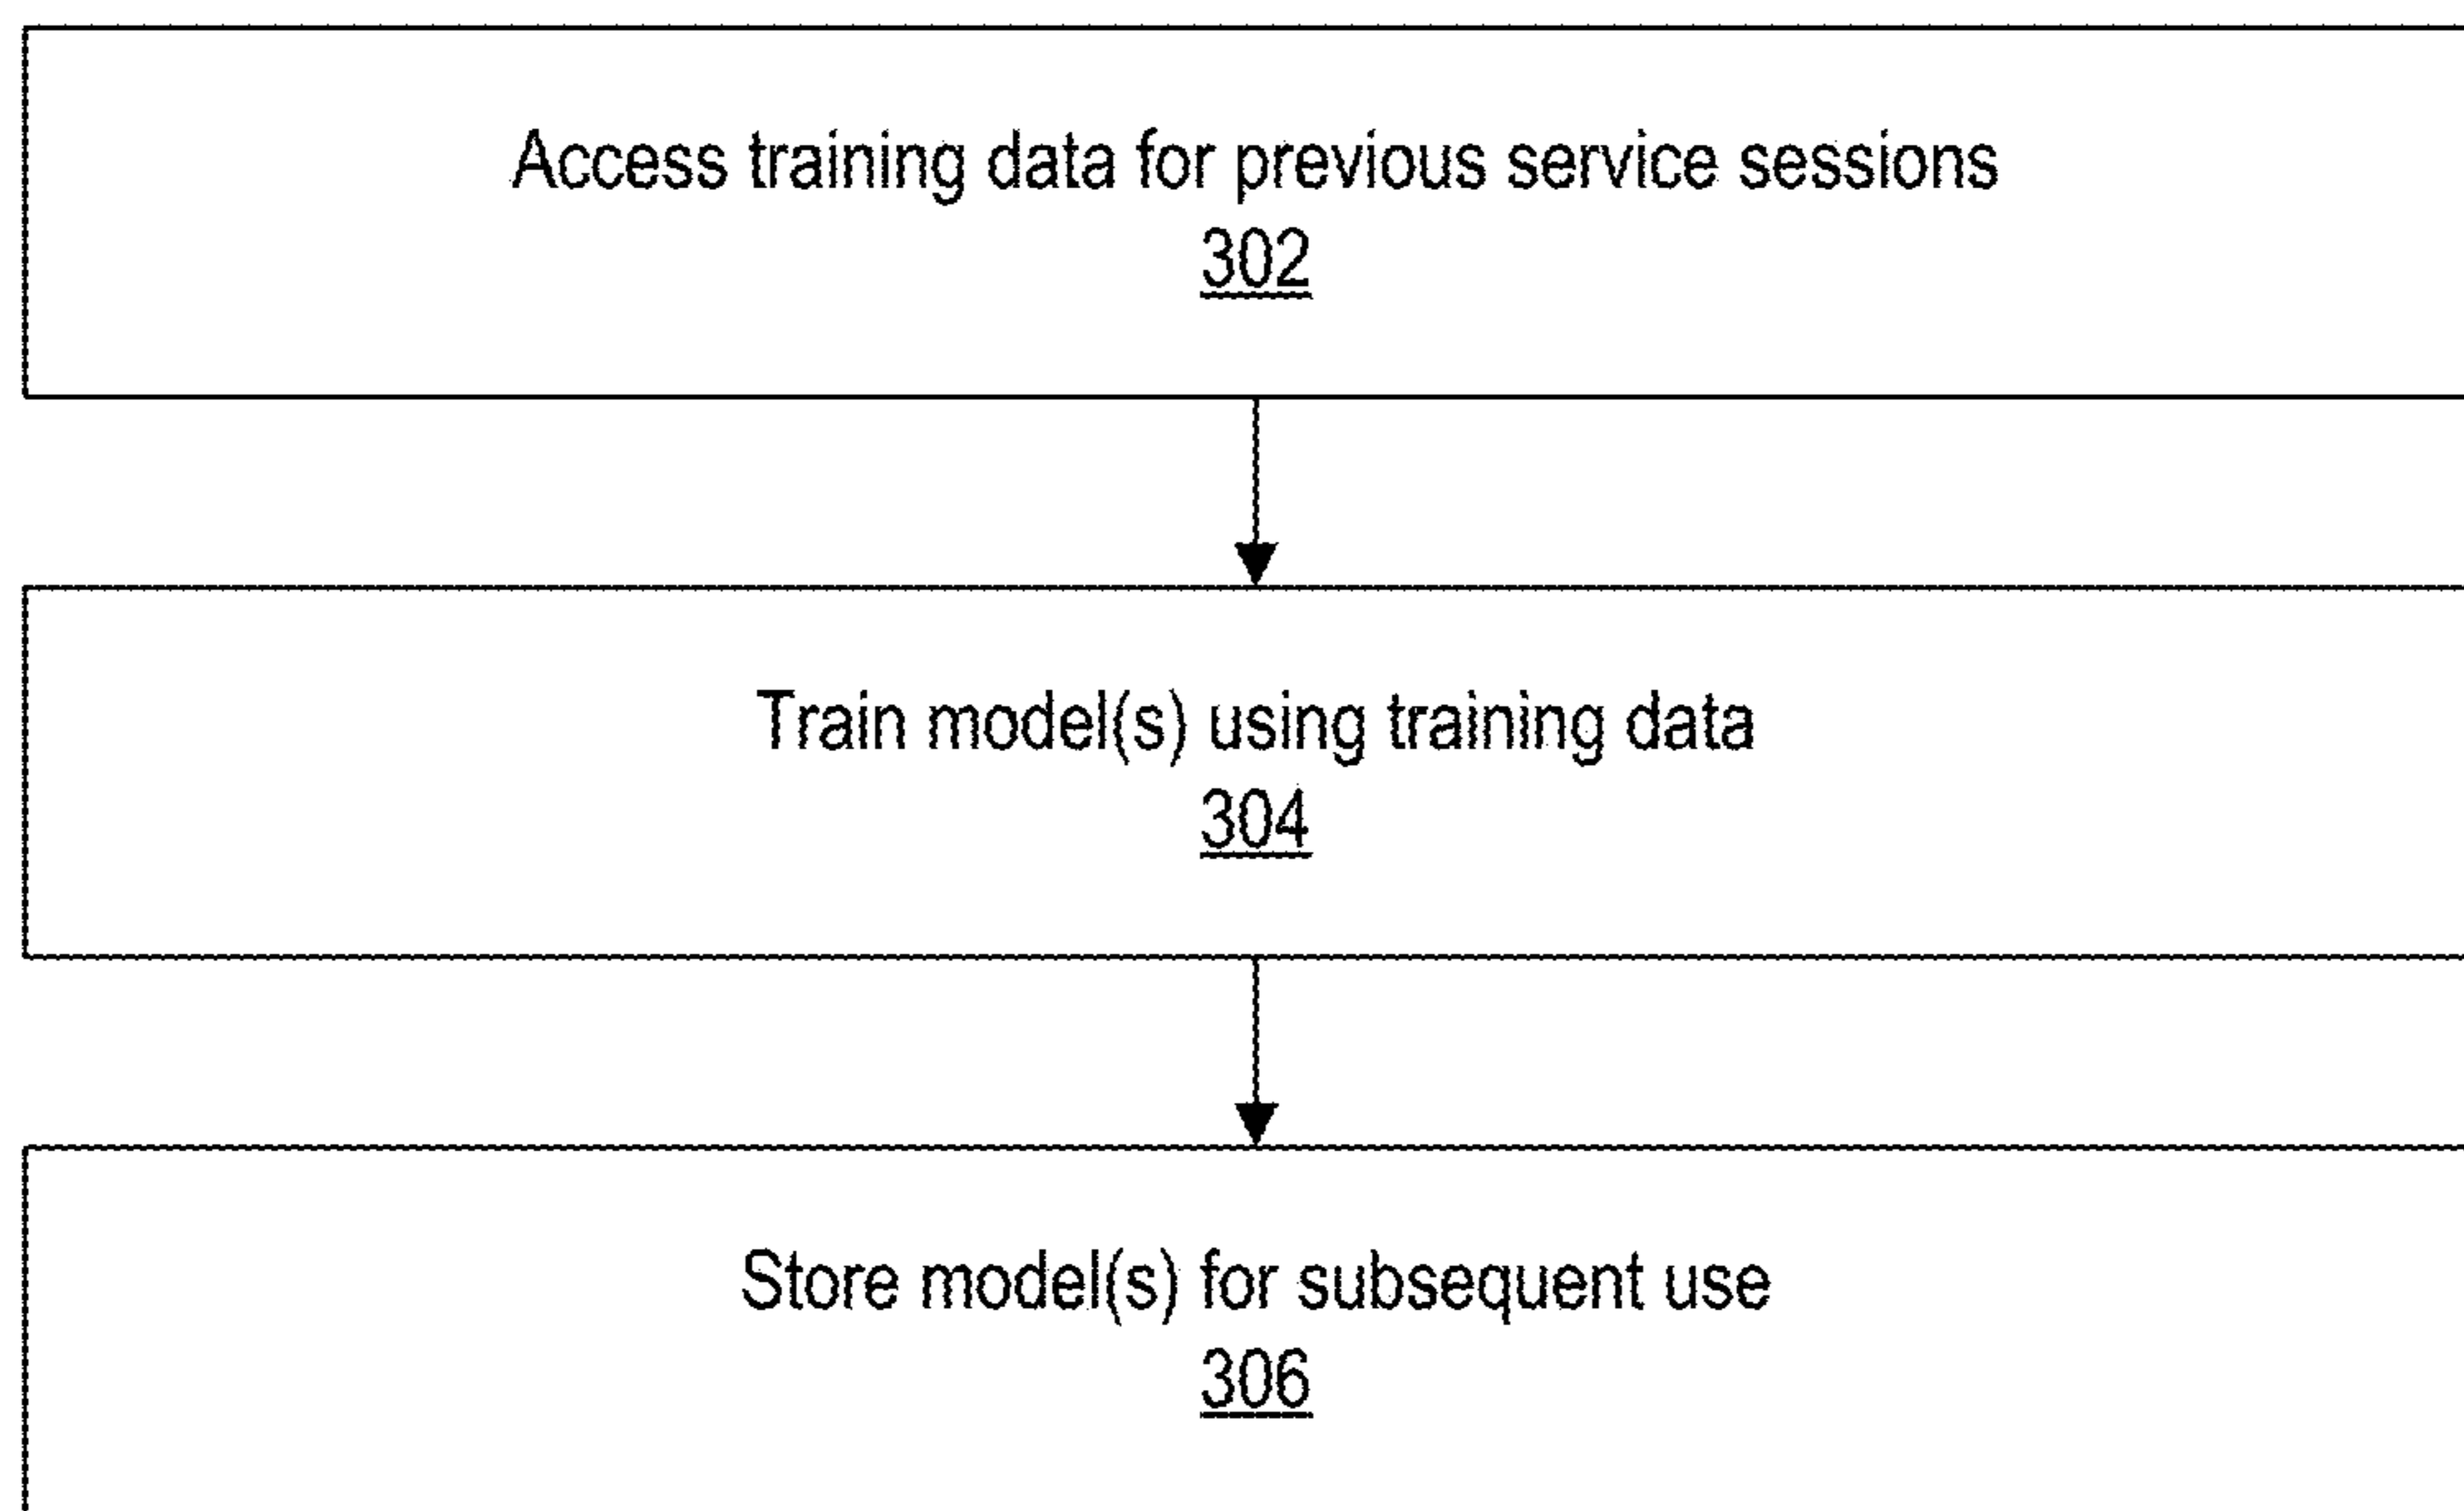 Access training data for previous service sessions
302
Train model(s) using training data
304
Store model(s) for subsequent use
306